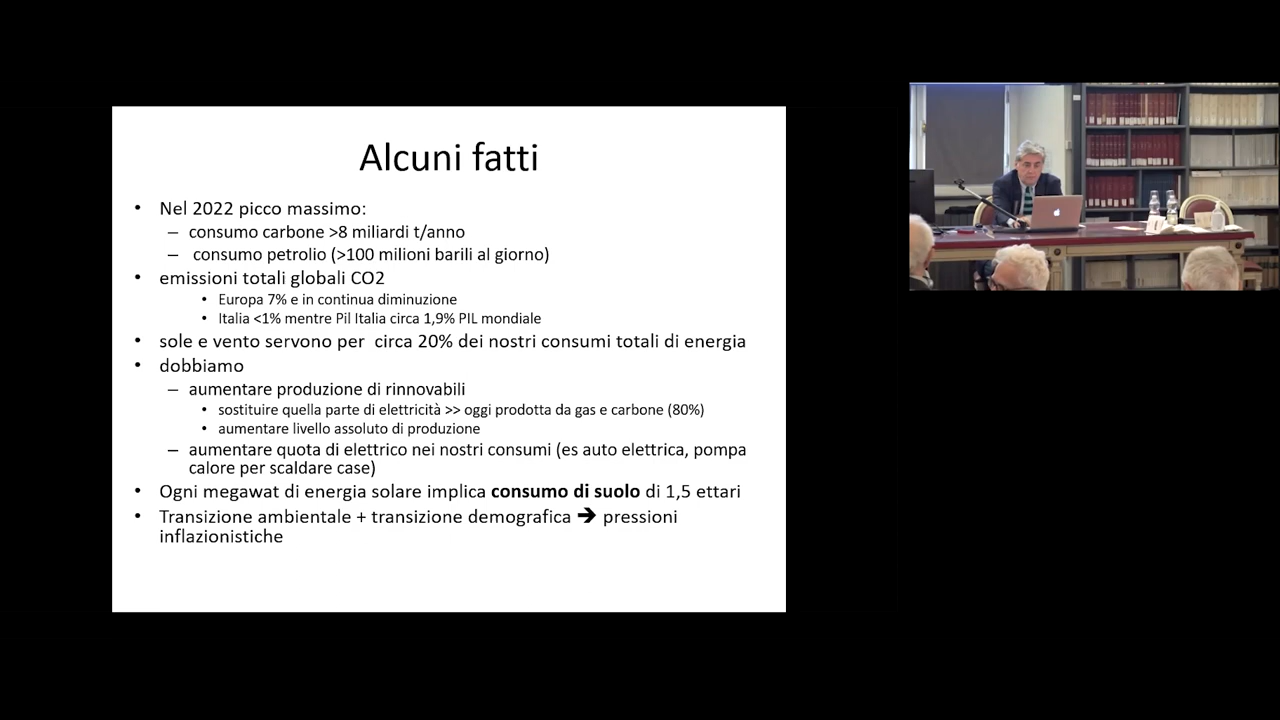 Alcuni fatti
• Nel 2022 picco massimo:
– consumo carbone >8 miliardi t/anno
– consumo petrolio (>100 milioni barili al giorno)
• emissioni totali globali CO2
• Europa 7% e in continua diminuzione
• Italia <1% mentre Pil Italia circa 1,9% PIL mondiale
• sole e vento servono per circa 20% dei nostri consumi totali di energia
• dobbiamo
– aumentare produzione di rinnovabili
• sostituire quella parte di elettricità >> oggi prodotta da gas e carbone (80%)
• aumentare livello assoluto di produzione
– aumentare quota di elettrico nei nostri consumi (es auto elettrica, pompa
calore per scaldare case)
• Ogni megawat di energia solare implica consumo di suolo di 1,5 ettari
• Transizione ambientale + transizione demografica ➔ pressioni
inflazionistiche